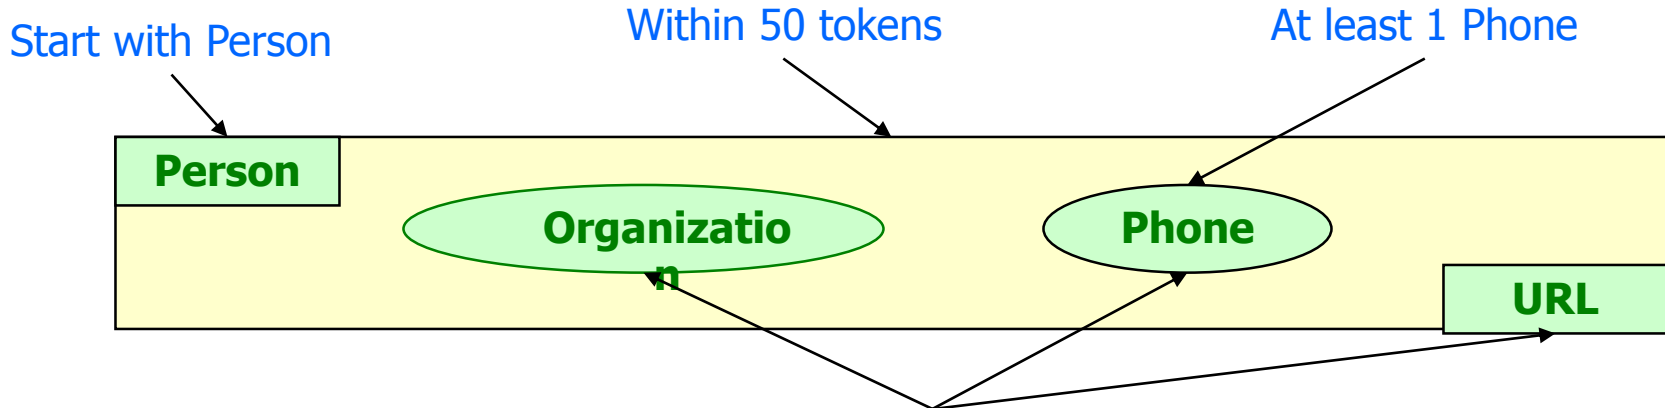 Start with Person
Within 50 tokens
At least 1 Phone
Person
Organizatio
n
Phone
URL